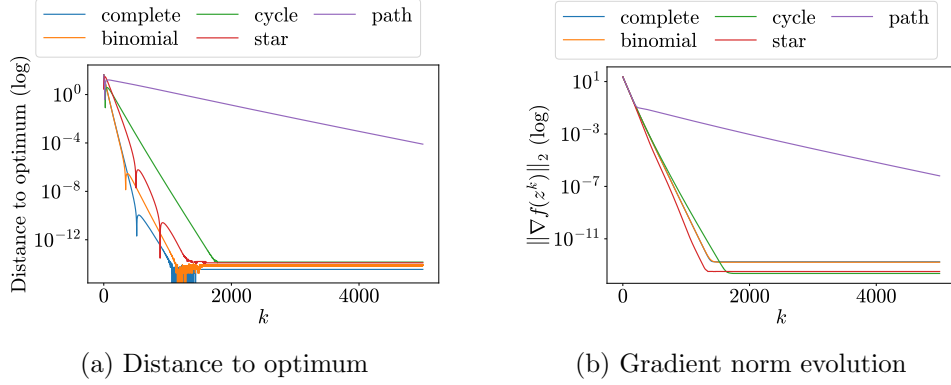 complete cycle path
binomial star
Distance to optimum (log)
10^0
10^{-4}
10^{-8}
10^{-12}
0 2000 4000
k
(a) Distance to optimum
complete cycle path
binomial star
||∇f(z^k)||_2 (log)
10^1
10^{-3}
10^{-7}
10^{-11}
0 2000 4000
k
(b) Gradient norm evolution